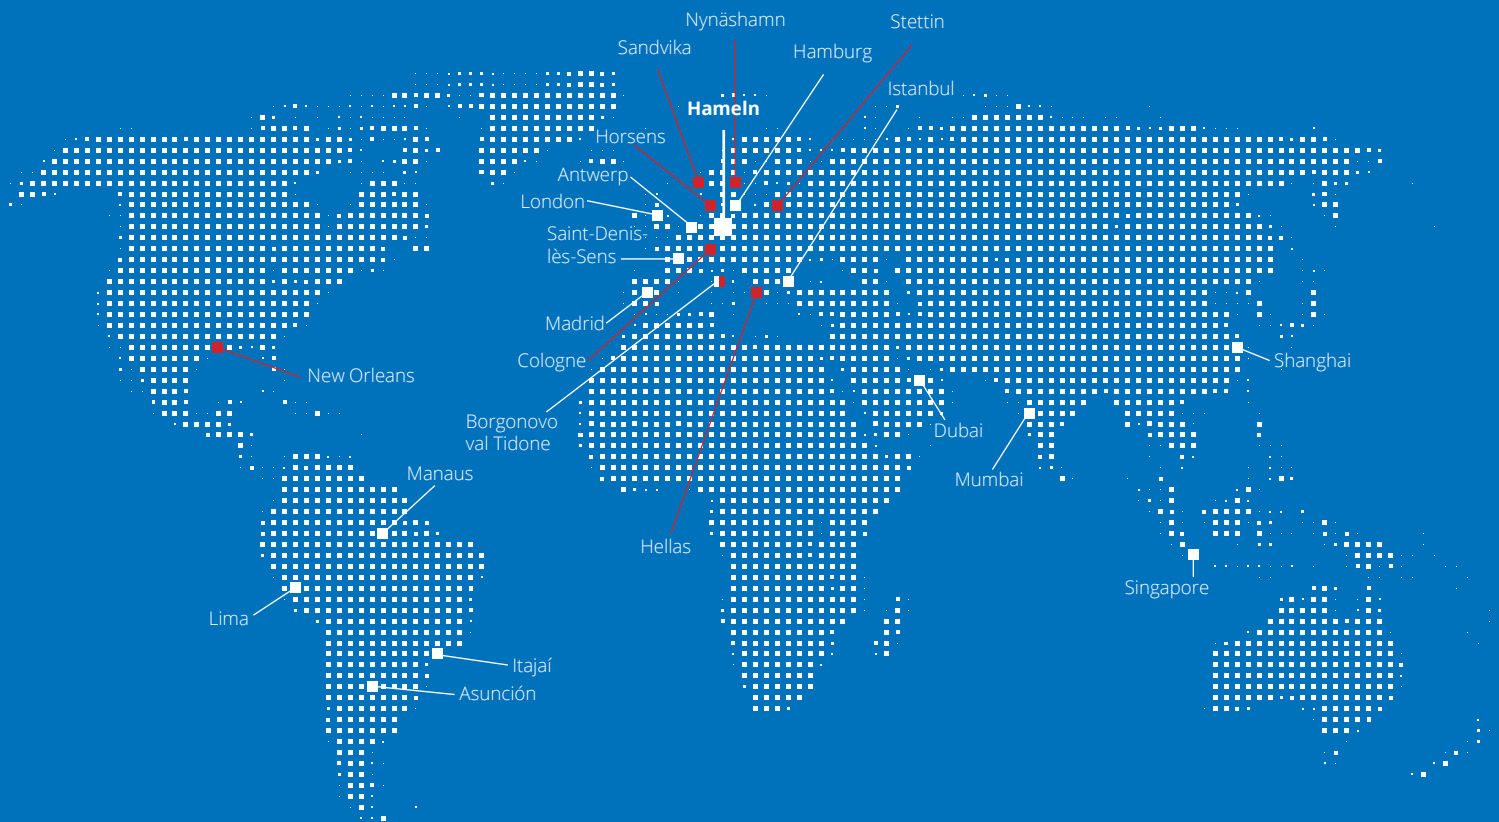 Nynäshamn
Stettin
Sandvika
Hamburg
Istanbul
Hameln
Horsens
Antwerp
London
Saint-Denis-
lès-Sens
Madrid
Cologne
Shanghai
New Orleans
Borgonovo
val Tidone
Dubai
Manaus
Mumbai
Hellas
Singapore
Lima
Itajaí
Asunción